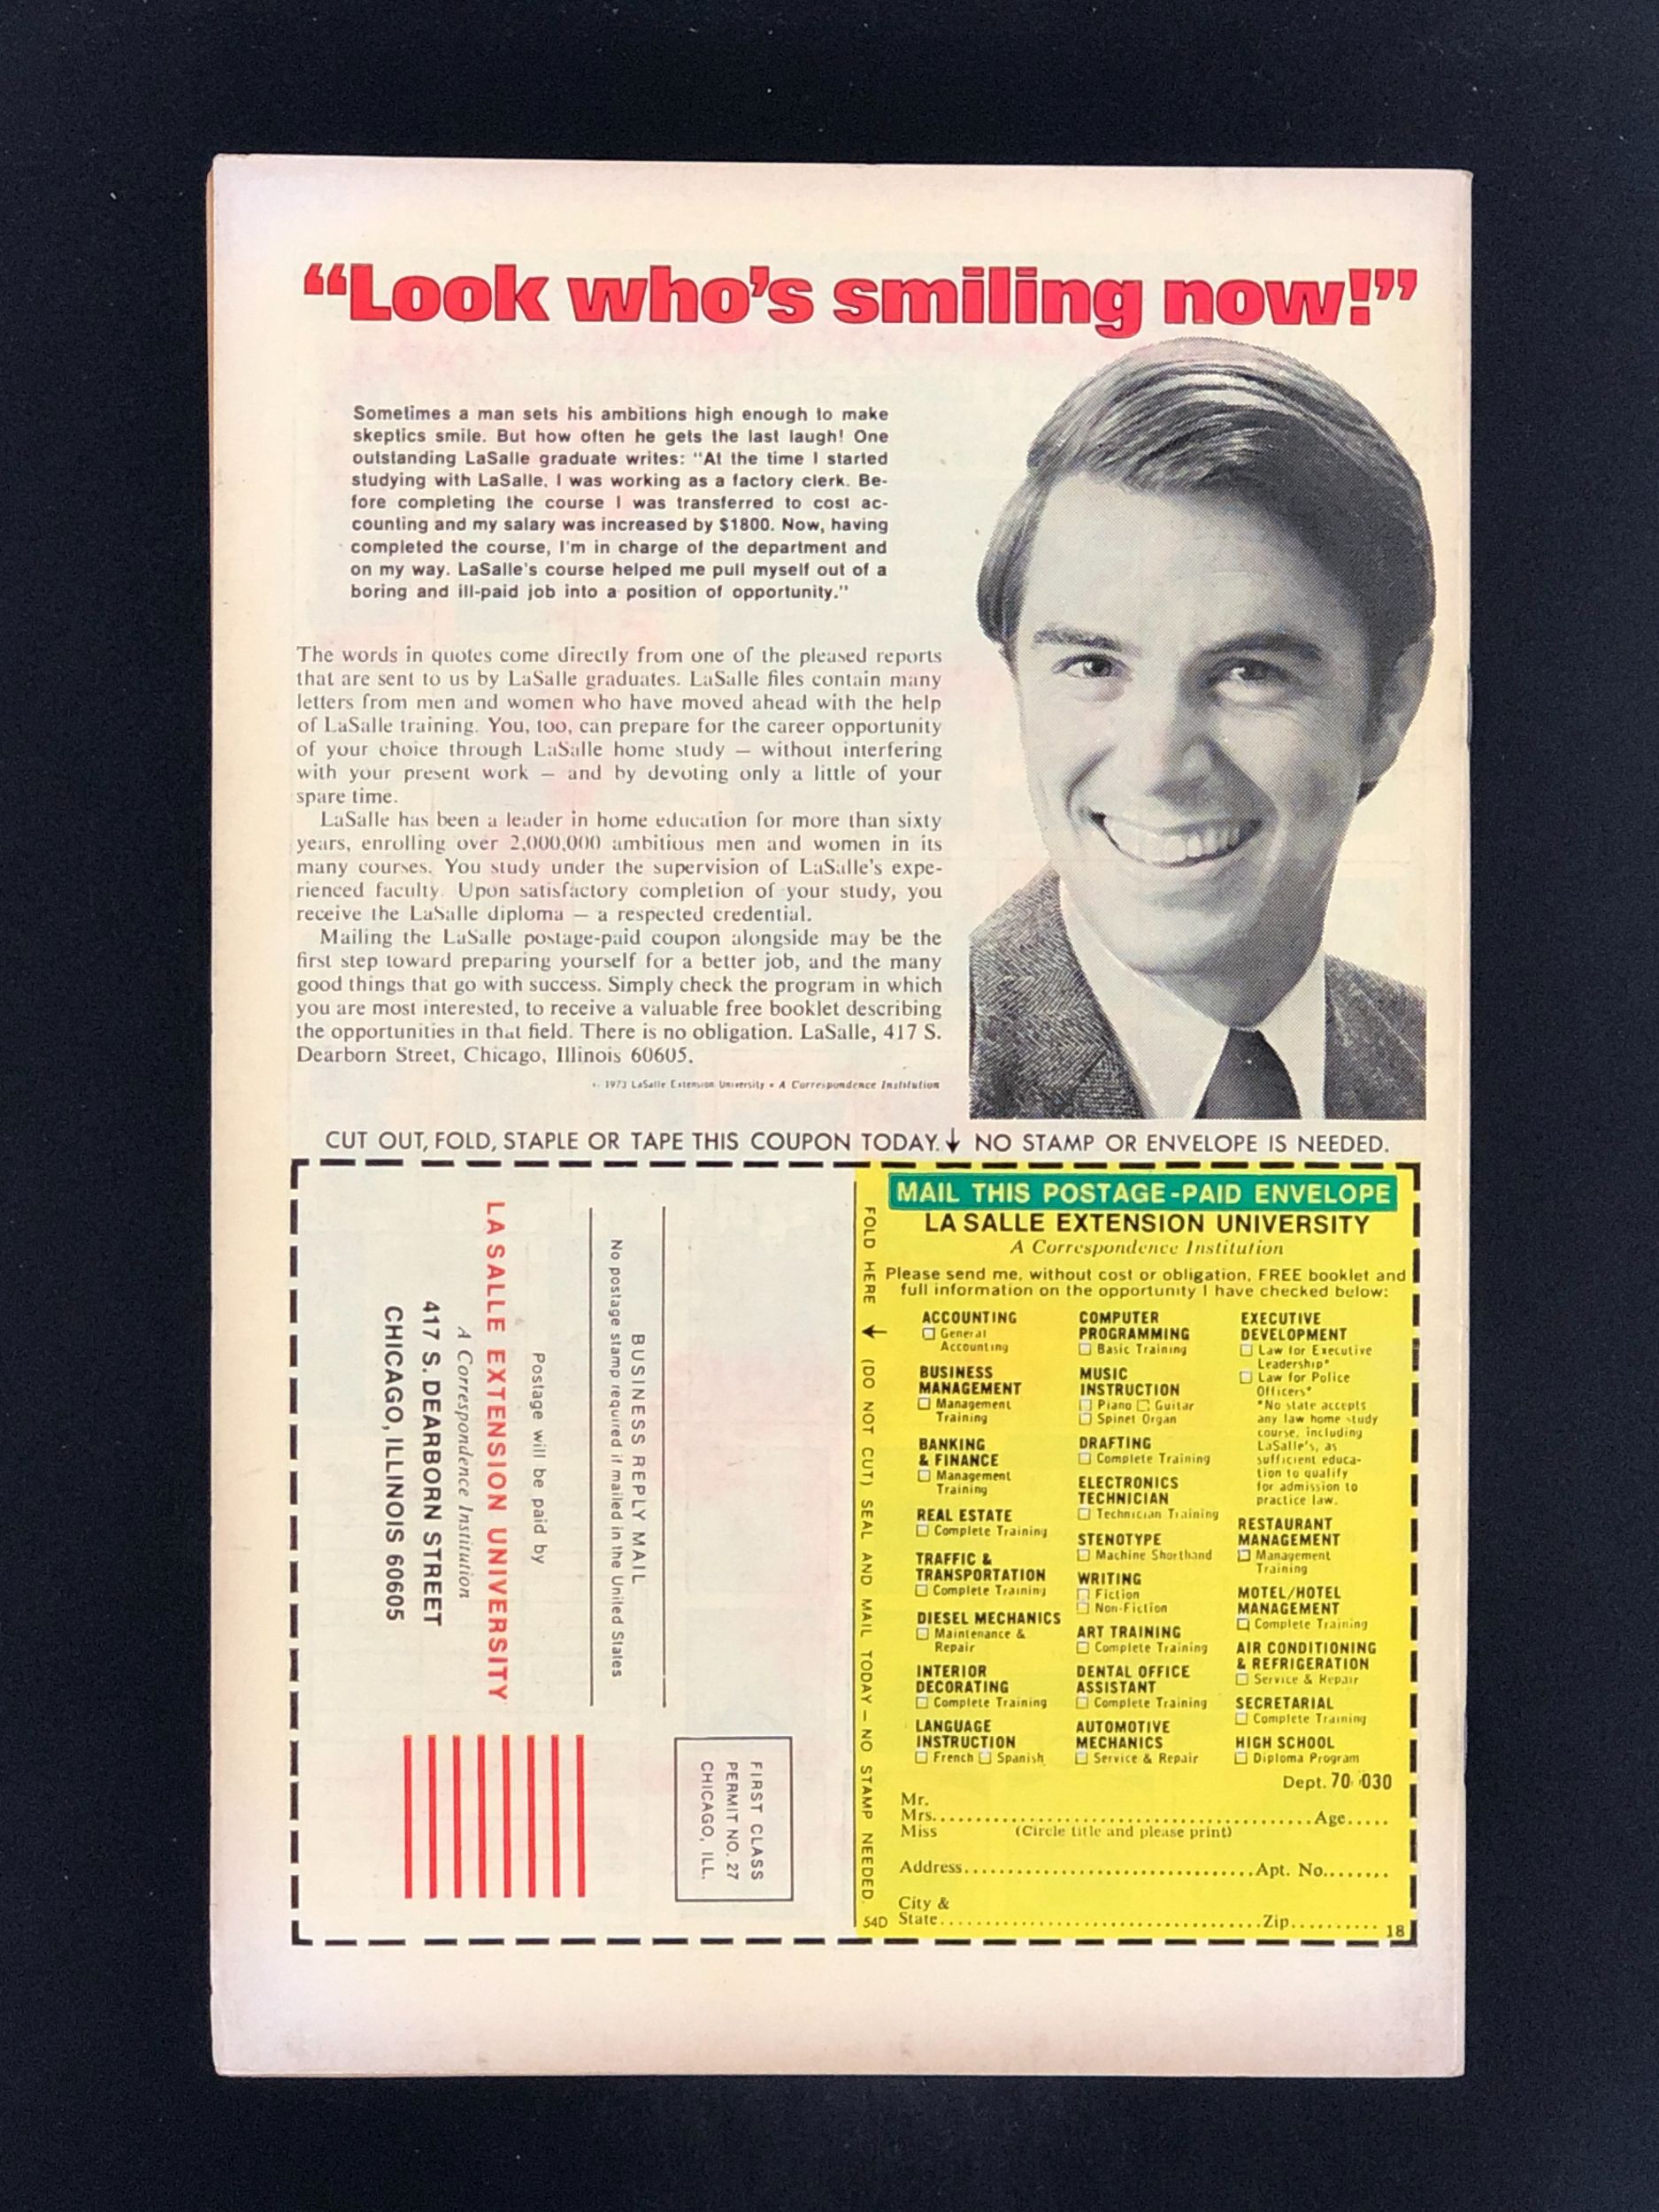 “Look who’s smiling now!”
Sometimes a man sets his ambitions high enough to make
skeptics smile. But how often he gets the last laugh! One
outstanding LaSalle graduate writes: “At the time I started
studying with LaSalle, I was working as a factory clerk. Be-
fore completing the course I was transferred to cost ac-
counting and my salary was increased by $1800. Now, having
completed the course, I’m in charge of the department and
on my way. LaSalle’s course helped me pull myself out of a
boring and ill-paid job into a position of opportunity.”
The words in quotes come directly from one of the pleased reports
that are sent to us by LaSalle graduates. LaSalle files contain many
letters from men and women who have moved ahead with the help
of LaSalle training. You, too, can prepare for the career opportunity
of your choice through LaSalle home study — without interfering
with your present work — and by devoting only a little of your
spare time.
LaSalle has been a leader in home education for more than sixty
years, enrolling over 2,000,000 ambitious men and women in its
many courses. You study under the supervision of LaSalle’s expe-
rienced faculty. Upon satisfactory completion of your study, you
receive the LaSalle diploma — a respected credential.
Mailing the LaSalle postage-paid coupon alongside may be the
first step toward preparing yourself for a better job, and the many
good things that go with success. Simply check the program in which
you are most interested, to receive a valuable free booklet describing
the opportunities in that field. There is no obligation. LaSalle, 417 S.
Dearborn Street, Chicago, Illinois 60605.
© 1973 LaSalle Extension University • A Correspondence Institution
CUT OUT, FOLD, STAPLE OR TAPE THIS COUPON TODAY. ↓ NO STAMP OR ENVELOPE IS NEEDED.
FIRST CLASS
PERMIT NO. 27
CHICAGO, ILL.
BUSINESS REPLY MAIL
No postage stamp required if mailed in the United States
Postage will be paid by
LA SALLE EXTENSION UNIVERSITY
A Correspondence Institution
417 S. DEARBORN STREET
CHICAGO, ILLINOIS 60605
FOLD HERE (DO NOT CUT) SEAL AND MAIL TODAY — NO STAMP NEEDED.
54D
MAIL THIS POSTAGE-PAID ENVELOPE
LA SALLE EXTENSION UNIVERSITY
A Correspondence Institution
Please send me, without cost or obligation, FREE booklet and
full information on the opportunity I have checked below:
ACCOUNTING
☐ General
Accounting
BUSINESS
MANAGEMENT
☐ Management
Training
BANKING
& FINANCE
☐ Management
Training
REAL ESTATE
☐ Complete Training
TRAFFIC &
TRANSPORTATION
☐ Complete Training
DIESEL MECHANICS
☐ Maintenance &
Repair
INTERIOR
DECORATING
☐ Complete Training
LANGUAGE
INSTRUCTION
☐ French ☐ Spanish
COMPUTER
PROGRAMMING
☐ Basic Training
MUSIC
INSTRUCTION
☐ Piano ☐ Guitar
☐ Spinet Organ
DRAFTING
☐ Complete Training
ELECTRONICS
TECHNICIAN
☐ Technician Training
STENOTYPE
☐ Machine Shorthand
WRITING
☐ Fiction
☐ Non-Fiction
ART TRAINING
☐ Complete Training
DENTAL OFFICE
ASSISTANT
☐ Complete Training
AUTOMOTIVE
MECHANICS
☐ Service & Repair
EXECUTIVE
DEVELOPMENT
☐ Law for Executive
Leadership*
☐ Law for Police
Officers*
*No state accepts
any law home study
course, including
LaSalle’s, as
sufficient educa-
tion to qualify
for admission to
practice law.
RESTAURANT
MANAGEMENT
☐ Management
Training
MOTEL/HOTEL
MANAGEMENT
☐ Complete Training
AIR CONDITIONING
& REFRIGERATION
☐ Service & Repair
SECRETARIAL
☐ Complete Training
HIGH SCHOOL
☐ Diploma Program
Dept. 70-030
Mr.
Mrs. Age
Miss (Circle title and please print)
Address Apt. No.
City &
State Zip
18